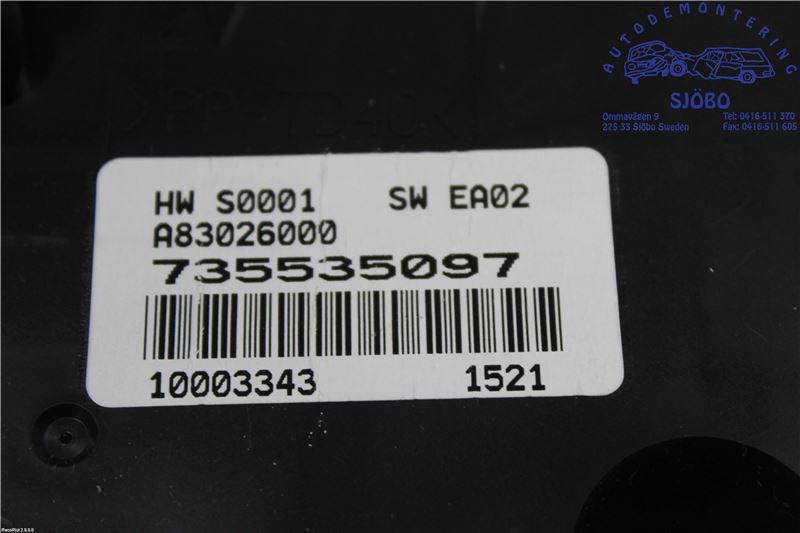 AUTODEMONTERING
SJÖBO
Ommavägen 9
275 33 Sjöbo Sweden
Tel: 0416-511 370
Fax: 0416-511 605
HW S0001 SW EA02
A83026000
735535097
10003343 1521